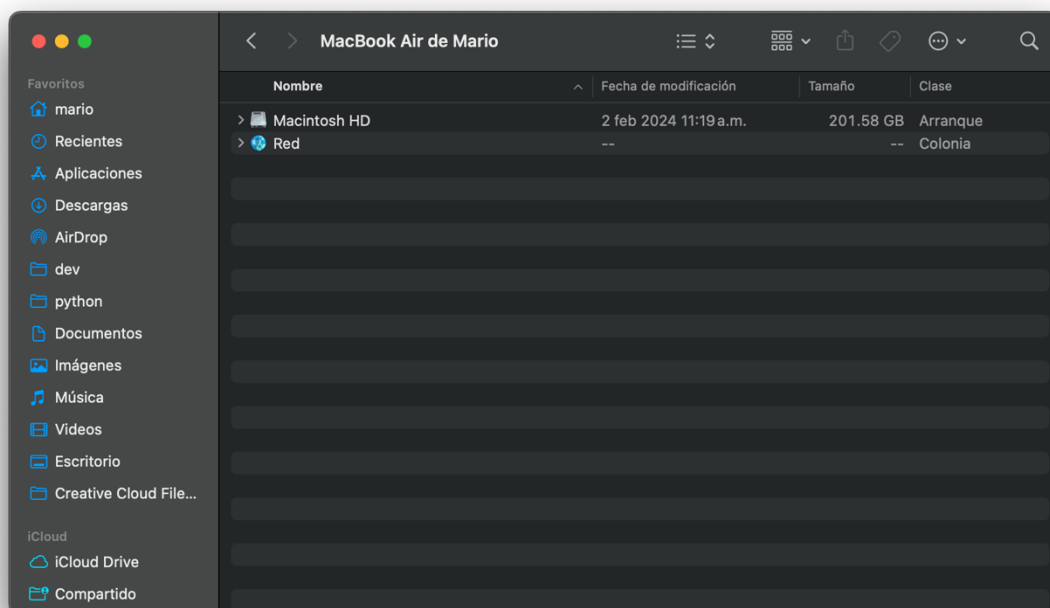 MacBook Air de Mario
Favoritos
mario
Recientes
Aplicaciones
Descargas
AirDrop
dev
python
Documentos
Imágenes
Música
Videos
Escritorio
Creative Cloud File...
iCloud
iCloud Drive
Compartido
Nombre Fecha de modificación Tamaño Clase
Macintosh HD 2 feb 2024 11:19 a.m. 201.58 GB Arranque
Red -- -- Colonia